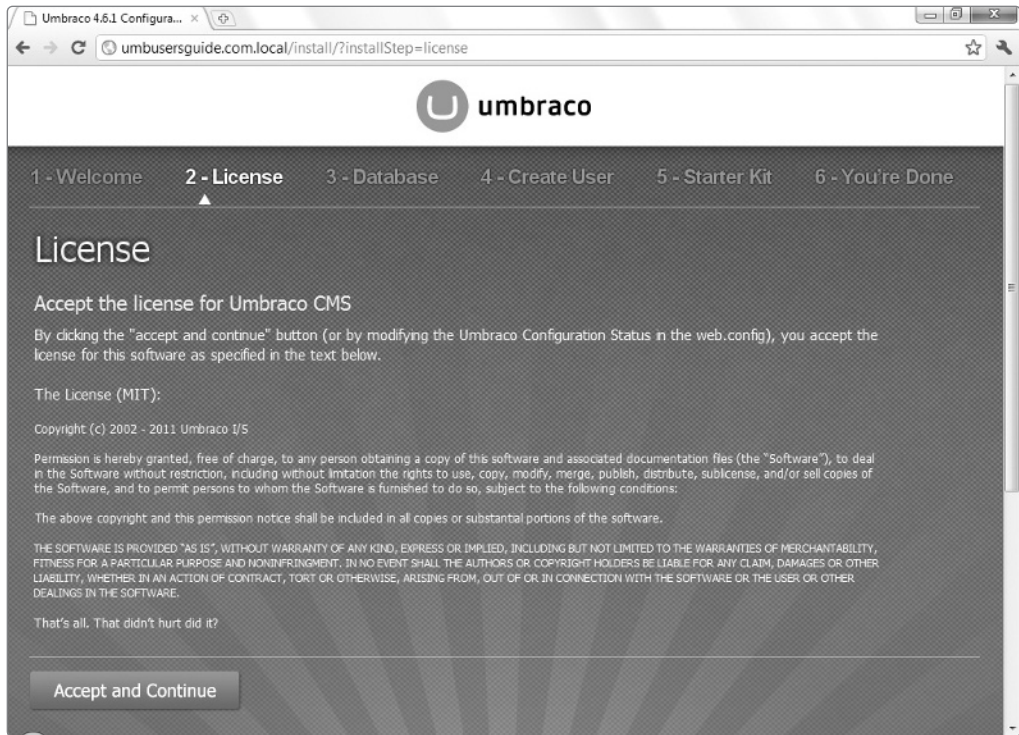 Umbraco 4.6.1 Configura...
umbusersguide.com.local/install/?installStep=license
umbraco
1 - Welcome 2 - License 3 - Database 4 - Create User 5 - Starter Kit 6 - You're Done
License
Accept the license for Umbraco CMS
By clicking the "accept and continue" button (or by modifying the Umbraco Configuration Status in the web.config), you accept the
license for this software as specified in the text below.
The License (MIT):
Copyright (c) 2002 - 2011 Umbraco I/S
Permission is hereby granted, free of charge, to any person obtaining a copy of this software and associated documentation files (the "Software"), to deal
in the Software without restriction, including without limitation the rights to use, copy, modify, merge, publish, distribute, sublicense, and/or sell copies of
the Software, and to permit persons to whom the Software is furnished to do so, subject to the following conditions:
The above copyright and this permission notice shall be included in all copies or substantial portions of the software.
THE SOFTWARE IS PROVIDED "AS IS", WITHOUT WARRANTY OF ANY KIND, EXPRESS OR IMPLIED, INCLUDING BUT NOT LIMITED TO THE WARRANTIES OF MERCHANTABILITY,
FITNESS FOR A PARTICULAR PURPOSE AND NONINFRINGMENT. IN NO EVENT SHALL THE AUTHORS OR COPYRIGHT HOLDERS BE LIABLE FOR ANY CLAIM, DAMAGES OR OTHER
LIABILITY, WHETHER IN AN ACTION OF CONTRACT, TORT OR OTHERWISE, ARISING FROM, OUT OF OR IN CONNECTION WITH THE SOFTWARE OR THE USER OR OTHER
DEALINGS IN THE SOFTWARE.
That's all. That didn't hurt did it?
Accept and Continue